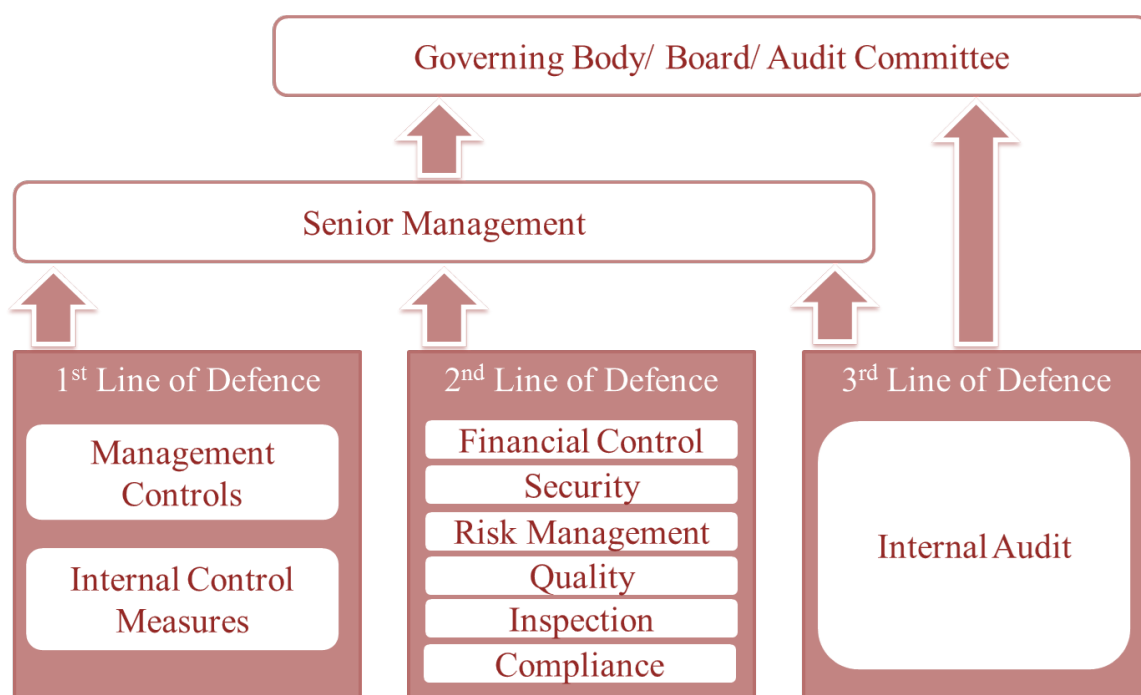 Governing Body/ Board/ Audit Committee
Senior Management
1st Line of Defence
Management
Controls
Internal Control
Measures
2nd Line of Defence
Financial Control
Security
Risk Management
Quality
Inspection
Compliance
3rd Line of Defence
Internal Audit